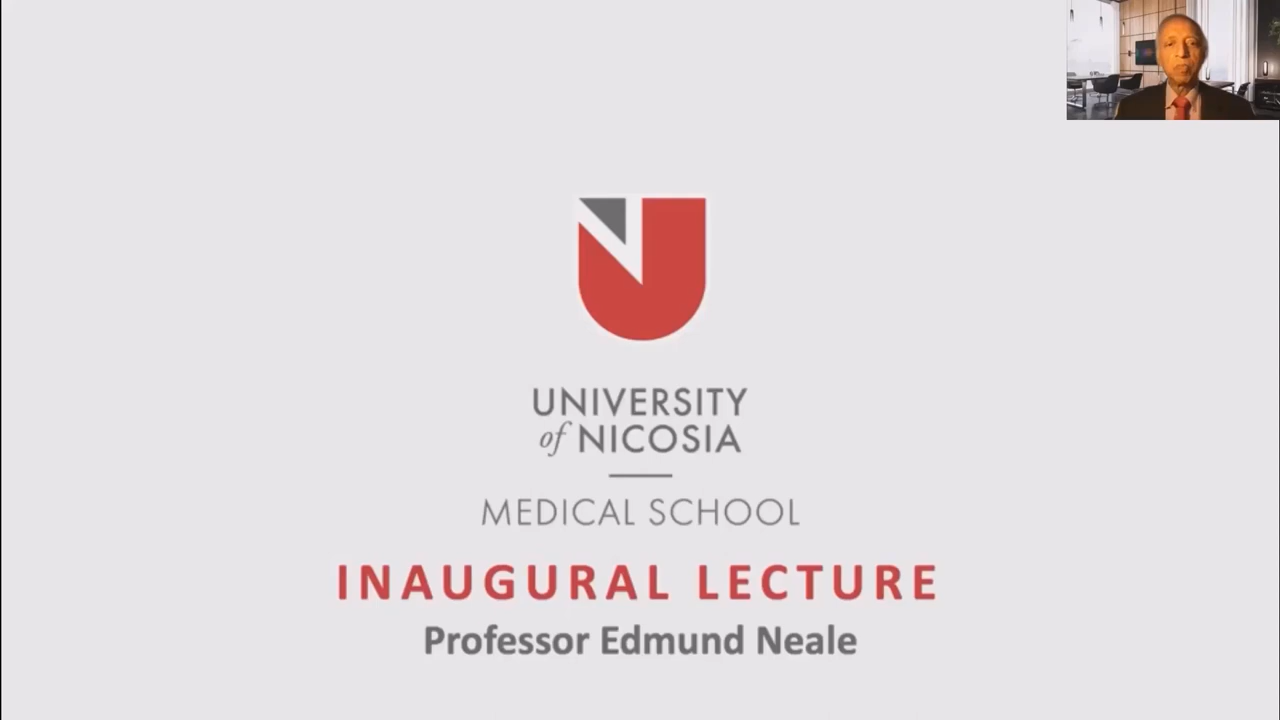 UNIVERSITY
of NICOSIA
MEDICAL SCHOOL
INAUGURAL LECTURE
Professor Edmund Neale